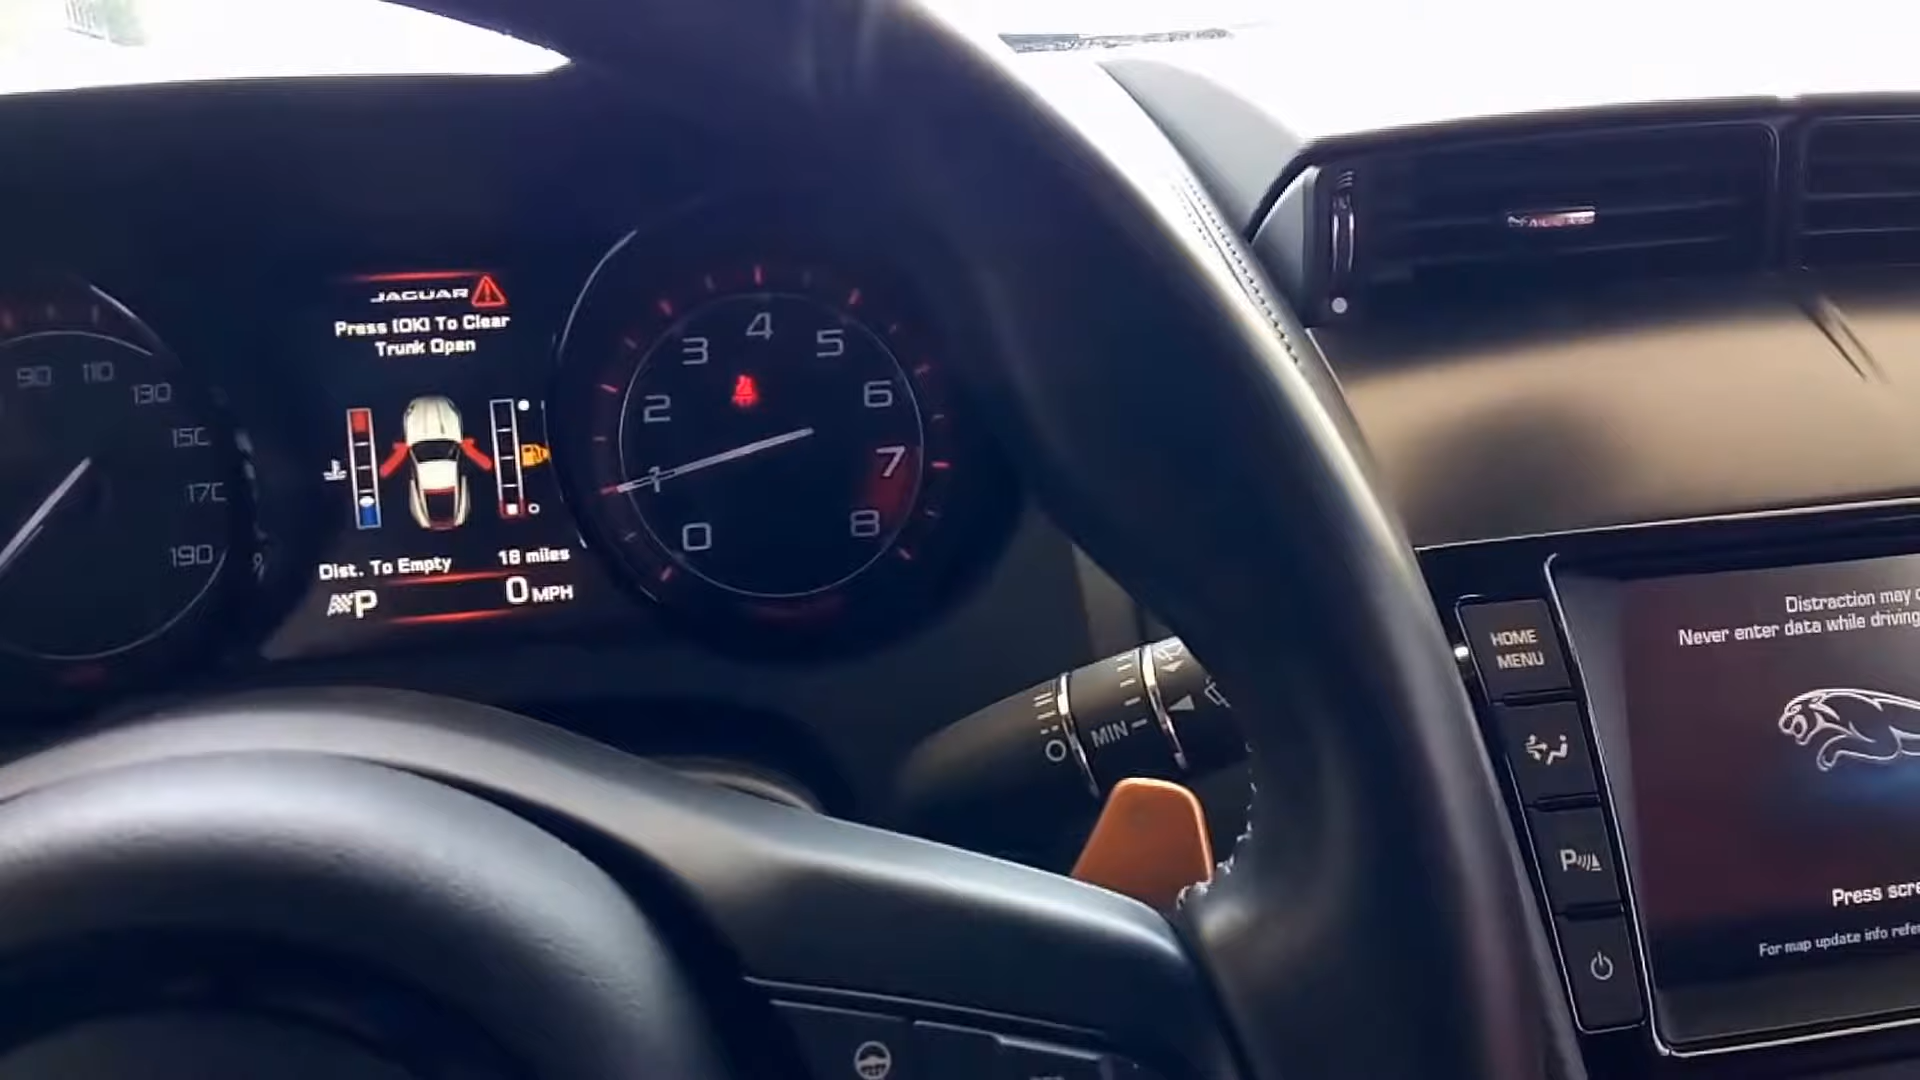 JAGUAR
Press [OK] To Clear
Trunk Open
90
110
130
150
170
190
Dist. To Empty 18 miles
P 0 MPH
0
1
2
3
4
5
6
7
8
MIN
HOME
MENU
P
Distraction may
Never enter data while driving
Press scre
For map update info refe